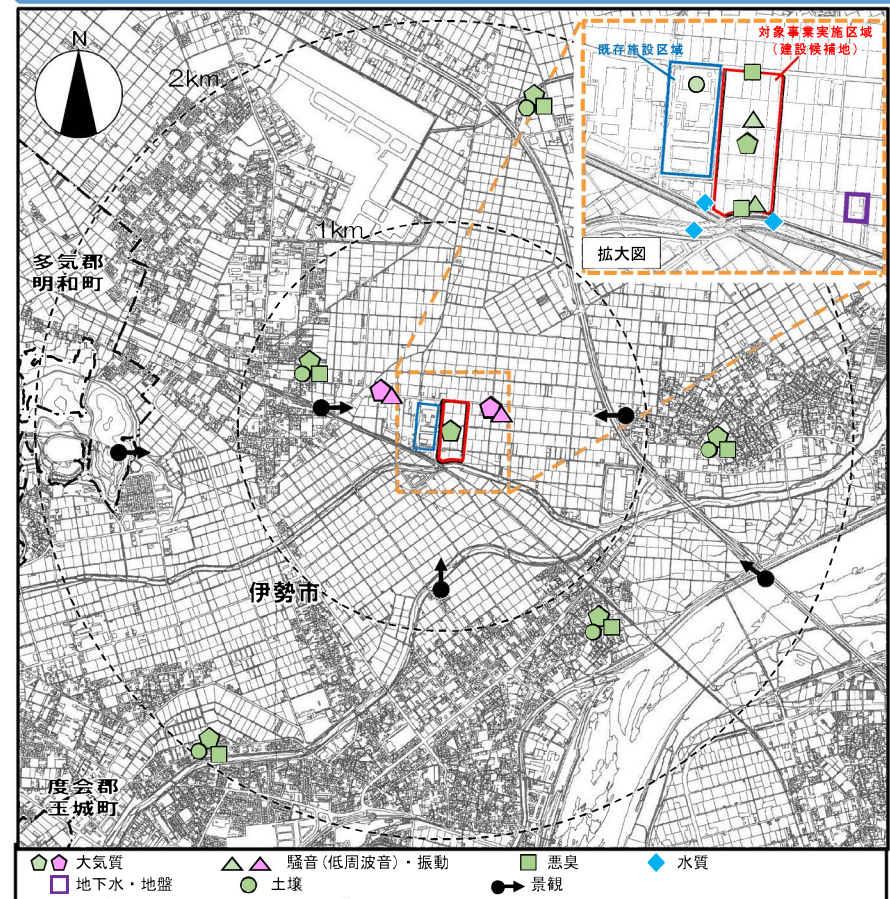 N
2km
1km
多気郡
明和町
伊勢市
度会郡
玉城町
既存施設区域
対象事業実施区域
(建設候補地)
拡大図
大気質 騒音(低周波音)・振動 悪臭 水質
地下水・地盤 土壌 景観